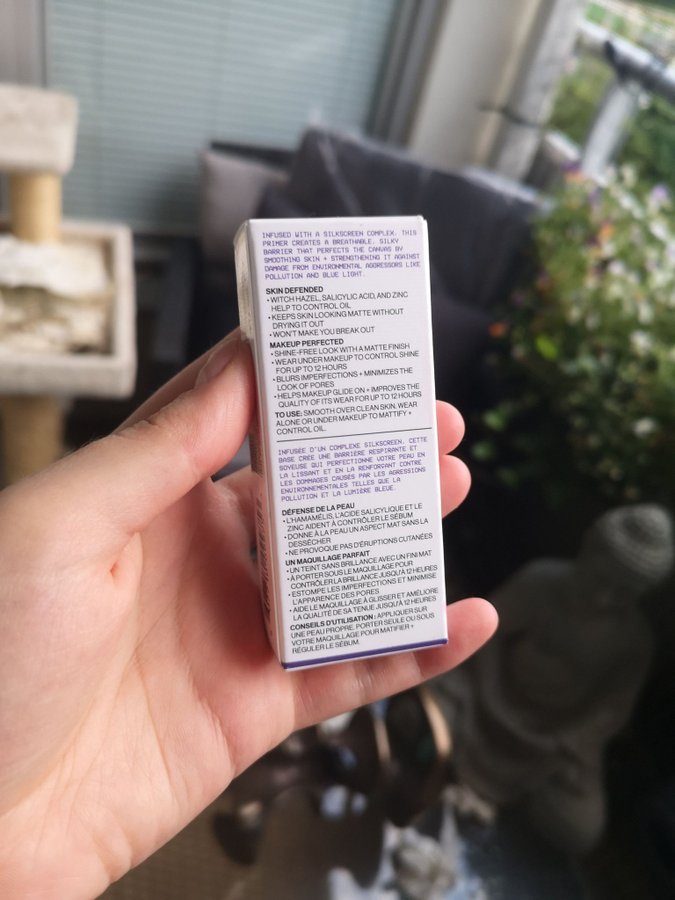 INFUSED WITH A SILKSCREEN COMPLEX, THIS
PRIMER CREATES A BREATHABLE, SILKY
BARRIER THAT PERFECTS THE CANVAS BY
SMOOTHING SKIN + STRENGTHENING IT AGAINST
DAMAGE FROM ENVIRONMENTAL AGGRESSORS LIKE
POLLUTION AND BLUE LIGHT.
SKIN DEFENDED
• WITCH HAZEL, SALICYLIC ACID, AND ZINC
HELP TO CONTROL OIL
• KEEPS SKIN LOOKING MATTE WITHOUT
DRYING IT OUT
• WON'T MAKE YOU BREAK OUT
MAKEUP PERFECTED
• SHINE-FREE LOOK WITH A MATTE FINISH
• WEAR UNDER MAKEUP TO CONTROL SHINE
FOR UP TO 12 HOURS
• BLURS IMPERFECTIONS + MINIMIZES THE
LOOK OF PORES
• HELPS MAKEUP GLIDE ON + IMPROVES THE
QUALITY OF ITS WEAR FOR UP TO 12 HOURS
TO USE: SMOOTH OVER CLEAN SKIN, WEAR
ALONE OR UNDER MAKEUP TO MATTIFY +
CONTROL OIL.
INFUSÉE D'UN COMPLEXE SILKSCREEN, CETTE
BASE CRÉE UNE BARRIÈRE RESPIRANTE ET
SOYEUSE QUI PERFECTIONNE VOTRE PEAU EN
LA LISSANT ET EN LA RENFORÇANT CONTRE
LES DOMMAGES CAUSÉS PAR LES AGRESSIONS
ENVIRONNEMENTALES TELLES QUE LA
POLLUTION ET LA LUMIÈRE BLEUE.
DÉFENSE DE LA PEAU
• L'HAMAMÉLIS, L'ACIDE SALICYLIQUE ET LE
ZINC AIDENT À CONTRÔLER LE SÉBUM
• DONNE À LA PEAU UN ASPECT MAT SANS LA
DESSÉCHER
• NE PROVOQUE PAS D'ÉRUPTIONS CUTANÉES
UN MAQUILLAGE PARFAIT
• UN TEINT SANS BRILLANCE AVEC UN FINI MAT
• À PORTER SOUS LE MAQUILLAGE POUR
CONTRÔLER LA BRILLANCE JUSQU'À 12 HEURES
• ESTOMPE LES IMPERFECTIONS ET MINIMISE
L'APPARENCE DES PORES
• AIDE LE MAQUILLAGE À GLISSER ET AMÉLIORE
LA QUALITÉ DE SA TENUE JUSQU'À 12 HEURES
CONSEILS D'UTILISATION : APPLIQUER SUR
UNE PEAU PROPRE. PORTER SEULE OU SOUS
VOTRE MAQUILLAGE POUR MATIFIER +
RÉGULER LE SÉBUM.